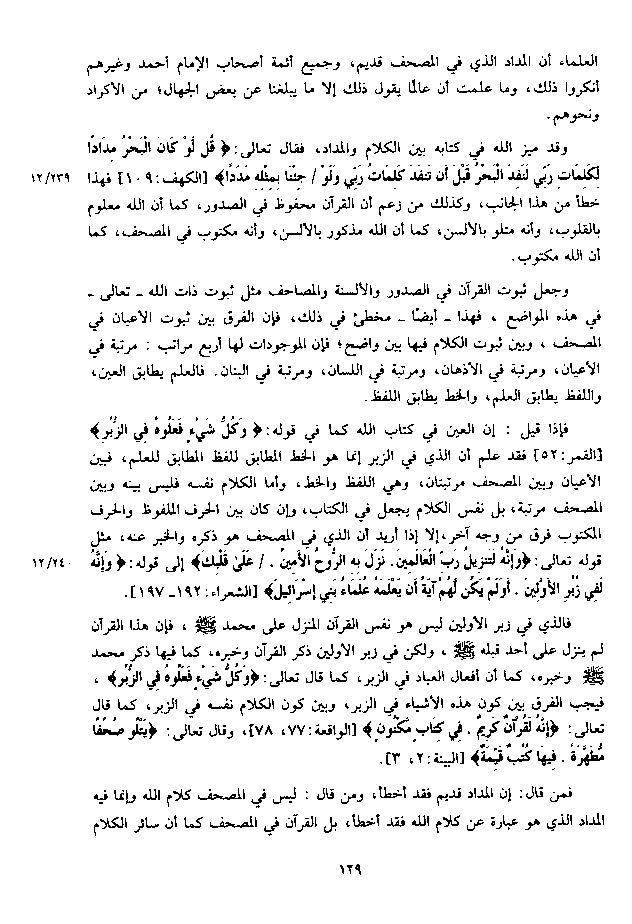 العلماء أن المداد الذي في المصحف قديم، وجميع أئمة أصحاب الإمام أحمد وغيرهم
أنكروا ذلك، وما علمت أن عالمًا يقول ذلك إلا ما يبلغنا عن بعض الجهال؛ من الأكراد
ونحوهم.
وقد ميز الله في كتابه بين الكلام والمداد، فقال تعالى: ﴿ قُل لَّوْ كَانَ الْبَحْرُ مِدَادًا
١٢/٢٣٩ لِّكَلِمَاتِ رَبِّي لَنَفِدَ الْبَحْرُ قَبْلَ أَن تَنفَدَ كَلِمَاتُ رَبِّي وَلَوْ / جِئْنَا بِمِثْلِهِ مَدَدًا﴾ [الكهف: ١٠٩] فهذا
خطأ من هذا الجانب، وكذلك من زعم أن القرآن محفوظ في الصدور، كما أن الله معلوم
بالقلوب، وأنه متلو بالألسن، كما أن الله مذكور بالألسن، وأنه مكتوب في المصحف، كما
أن الله مكتوب.
وجعل ثبوت القرآن في الصدور والألسنة والمصاحف مثل ثبوت ذات الله ـ تعالى ـ
في هذه المواضع ، فهذا ـ أيضًا ـ مخطئ في ذلك، فإن الفرق بين ثبوت الأعيان في
المصحف ، وبين ثبوت الكلام فيها بين واضح؛ فإن الموجودات لها أربع مراتب : مرتبة في
الأعيان، ومرتبة في الأذهان، ومرتبة في اللسان، ومرتبة في البنان. فالعلم يطابق العين،
واللفظ يطابق العلم، والخط يطابق اللفظ.
فإذا قيل : إن العين في كتاب الله كما في قوله: ﴿ وَكُلُّ شَيْءٍ فَعَلُوهُ فِي الزُّبُرِ﴾
[القمر: ٥٢] فقد علم أن الذي في الزبر إنما هو الخط المطابق للفظ المطابق للعلم، فبين
الأعيان وبين المصحف مرتبتان، وهي اللفظ والخط، وأما الكلام نفسه فليس بينه وبين
المصحف مرتبة، بل نفس الكلام يجعل في الكتاب، وإن كان بين الحرف الملفوظ والحرف
المكتوب فرق من وجه آخر، إلا إذا أريد أن الذي في المصحف هو ذكره والخبر عنه، مثل
١٢/٢٤٠ قوله تعالى: ﴿وَإِنَّهُ لَتَنزِيلُ رَبِّ الْعَالَمِينَ. نَزَلَ بِهِ الرُّوحُ الْأَمِينُ . / عَلَىٰ قَلْبِكَ﴾ إلى قوله: ﴿ وَإِنَّهُ
لَفِي زُبُرِ الْأَوَّلِينَ . أَوَلَمْ يَكُن لَّهُمْ آيَةً أَن يَعْلَمَهُ عُلَمَاءُ بَنِي إِسْرَائِيلَ﴾ [الشعراء: ١٩٢ـ ١٩٧].
فالذي في زبر الأولين ليس هو نفس القرآن المنزل على محمد ﷺ ، فإن هذا القرآن
لم ينزل على أحد قبله ﷺ ، ولكن في زبر الأولين ذكر القرآن وخبره، كما فيها ذكر محمد
ﷺ وخبره، كما أن أفعال العباد في الزبر، كما قال تعالى: ﴿وَكُلُّ شَيْءٍ فَعَلُوهُ فِي الزُّبُرِ﴾ ،
فيجب الفرق بين كون هذه الأشياء في الزبر، وبين كون الكلام نفسه في الزبر، كما قال
تعالى: ﴿إِنَّهُ لَقُرْآنٌ كَرِيمٌ . فِي كِتَابٍ مَّكْنُونٍ ﴾ [الواقعة: ٧٧، ٧٨]، وقال تعالى: ﴿يَتْلُو صُحُفًا
مُّطَهَّرَةً . فِيهَا كُتُبٌ قَيِّمَةٌ﴾ [البينة: ٢، ٣].
فمن قال: إن المداد قديم فقد أخطأ، ومن قال : ليس في المصحف كلام الله وإنما فيه
المداد الذي هو عبارة عن كلام الله فقد أخطأ، بل القرآن في المصحف كما أن سائر الكلام
١٢٩